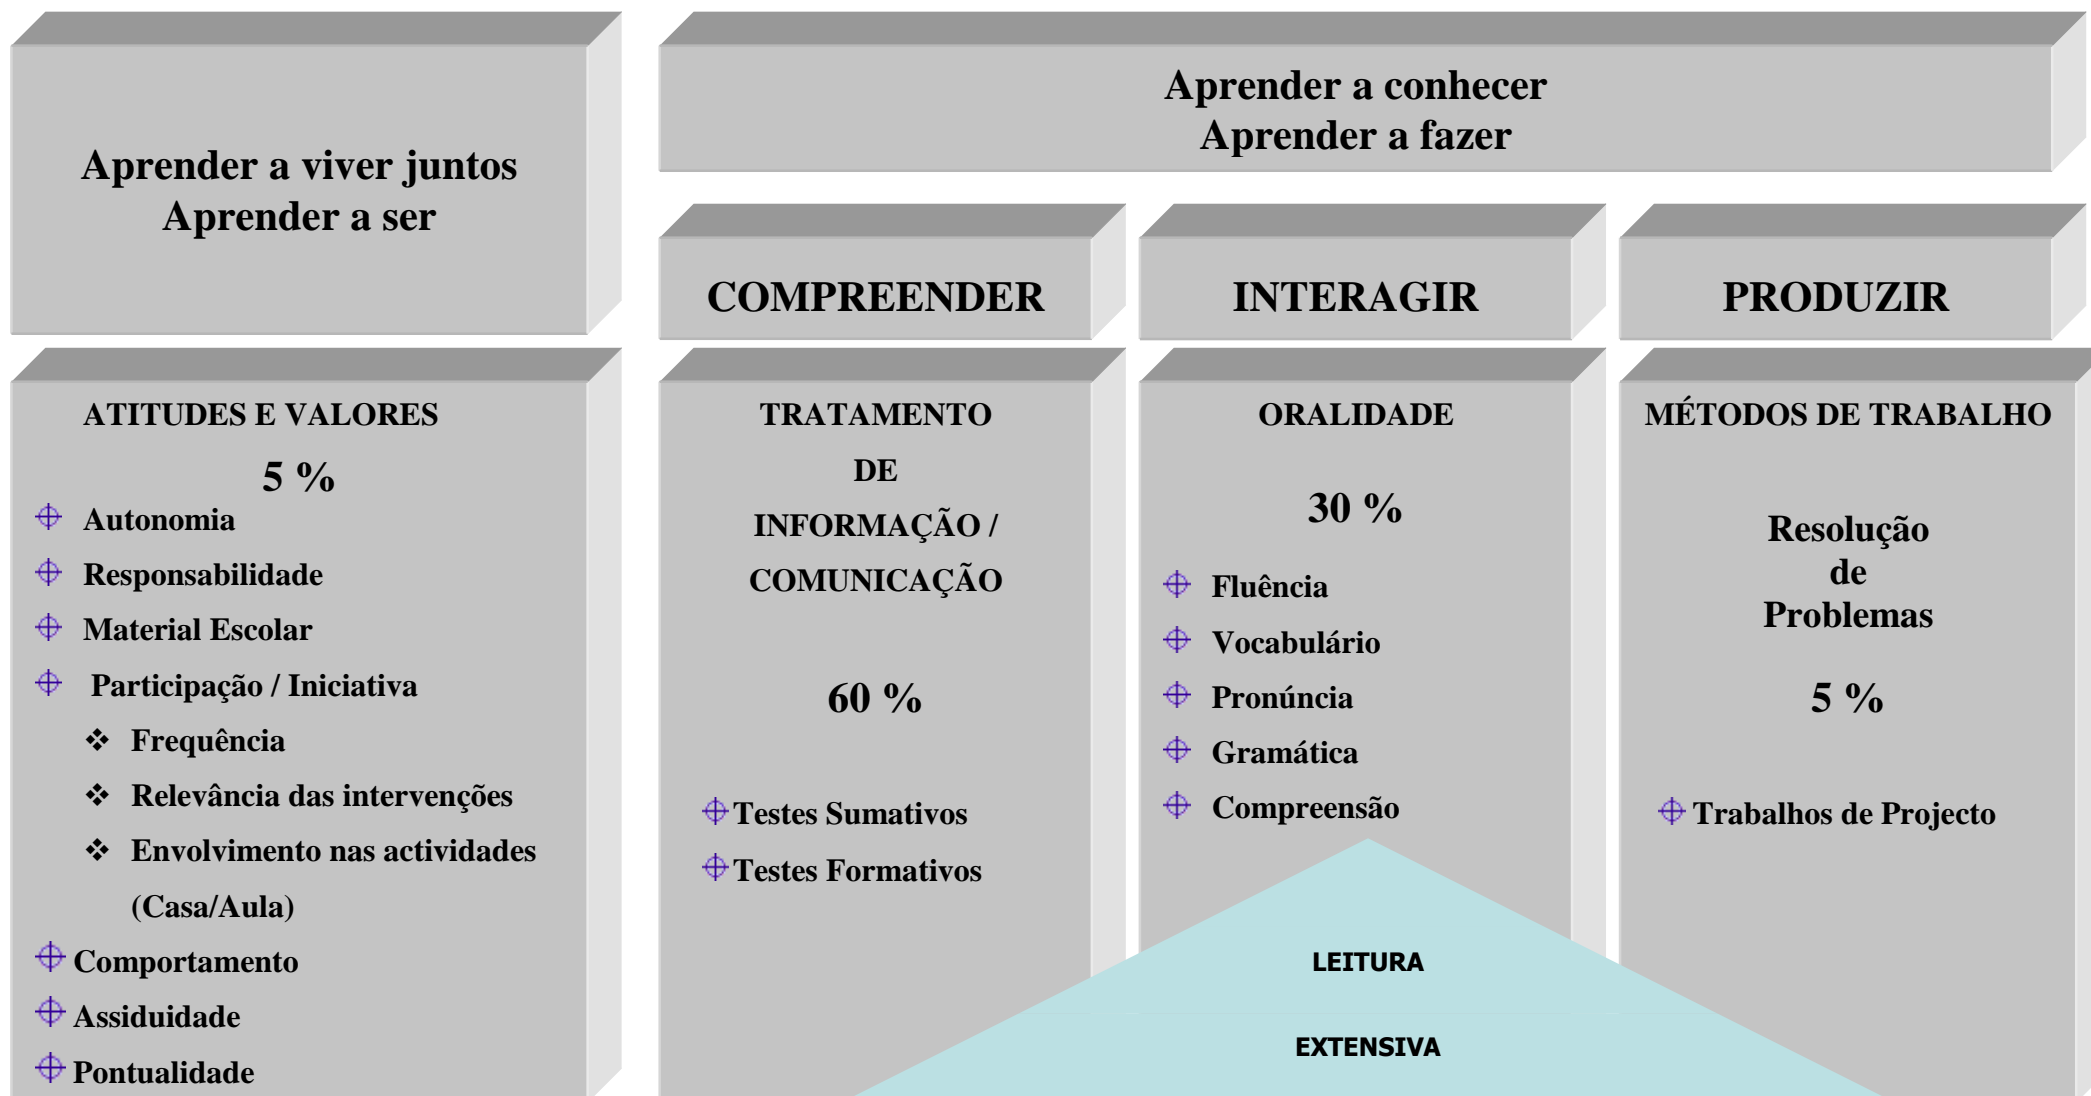 Aprender a viver juntos
Aprender a ser
Aprender a conhecer
Aprender a fazer
COMPREENDER
INTERAGIR
PRODUZIR
ATITUDES E VALORES
5 %
Autonomia
Responsabilidade
Material Escolar
Participação / Iniciativa
Frequência
Relevância das intervenções
Envolvimento nas actividades
(Casa/Aula)
Comportamento
Assiduidade
Pontualidade
TRATAMENTO
DE
INFORMAÇÃO /
COMUNICAÇÃO
60 %
Testes Sumativos
Testes Formativos
ORALIDADE
30 %
Fluência
Vocabulário
Pronúncia
Gramática
Compreensão
MÉTODOS DE TRABALHO
Resolução
de
Problemas
5 %
Trabalhos de Projecto
LEITURA
EXTENSIVA